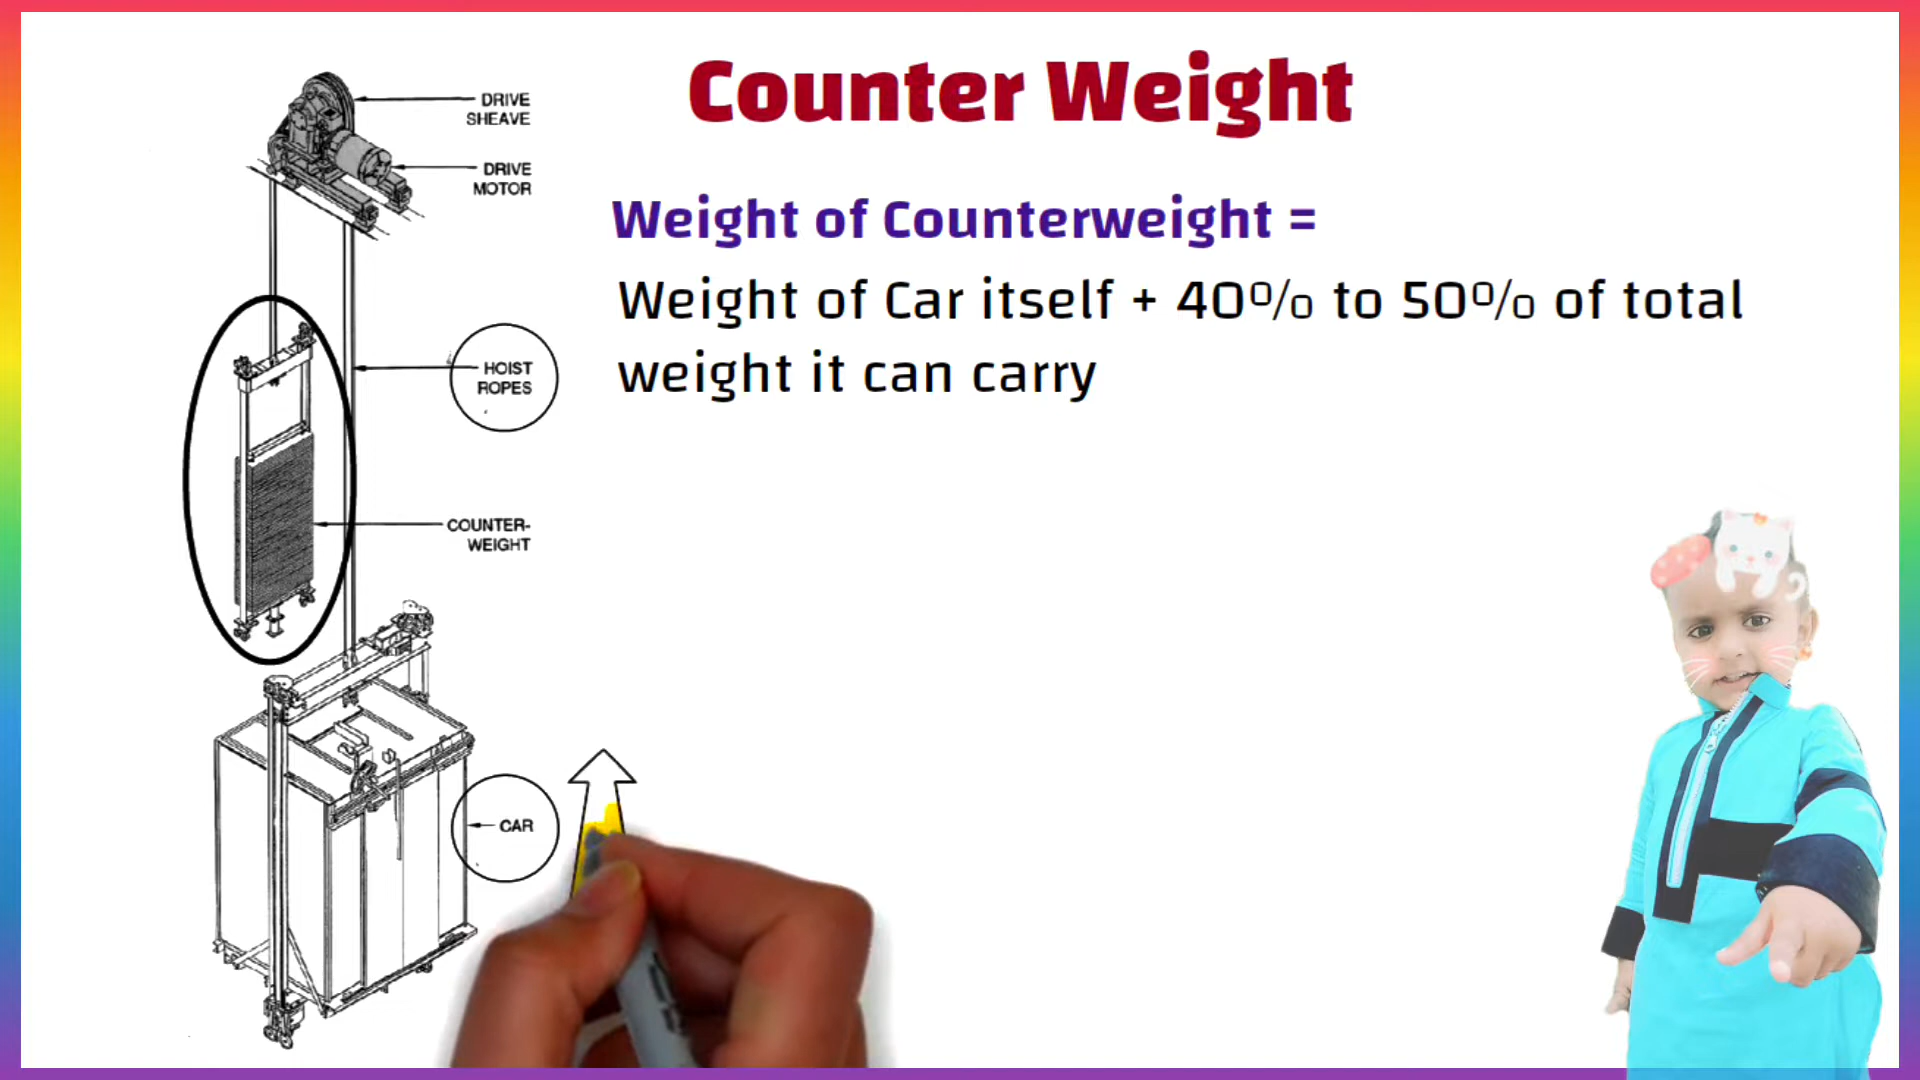 Counter Weight
Weight of Counterweight =
Weight of Car itself + 40% to 50% of total
weight it can carry
DRIVE
SHEAVE
DRIVE
MOTOR
HOIST
ROPES
COUNTER-
WEIGHT
CAR